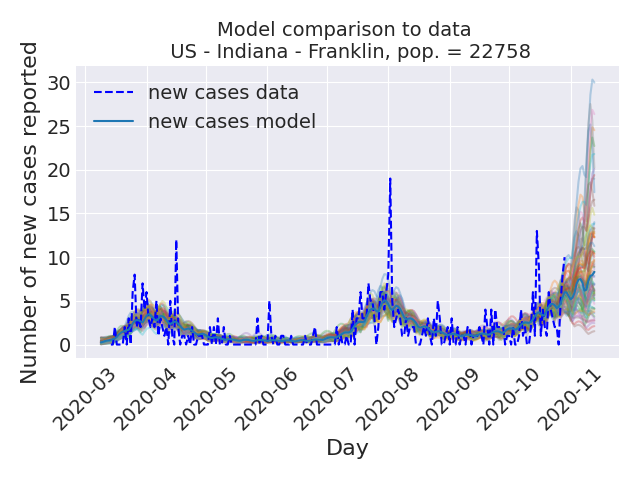 Model comparison to data
US - Indiana - Franklin, pop. = 22758
Number of new cases reported
30
25
20
15
10
5
0
new cases data
new cases model
2020-03
2020-04
2020-05
2020-06
2020-07
2020-08
2020-09
2020-10
2020-11
Day